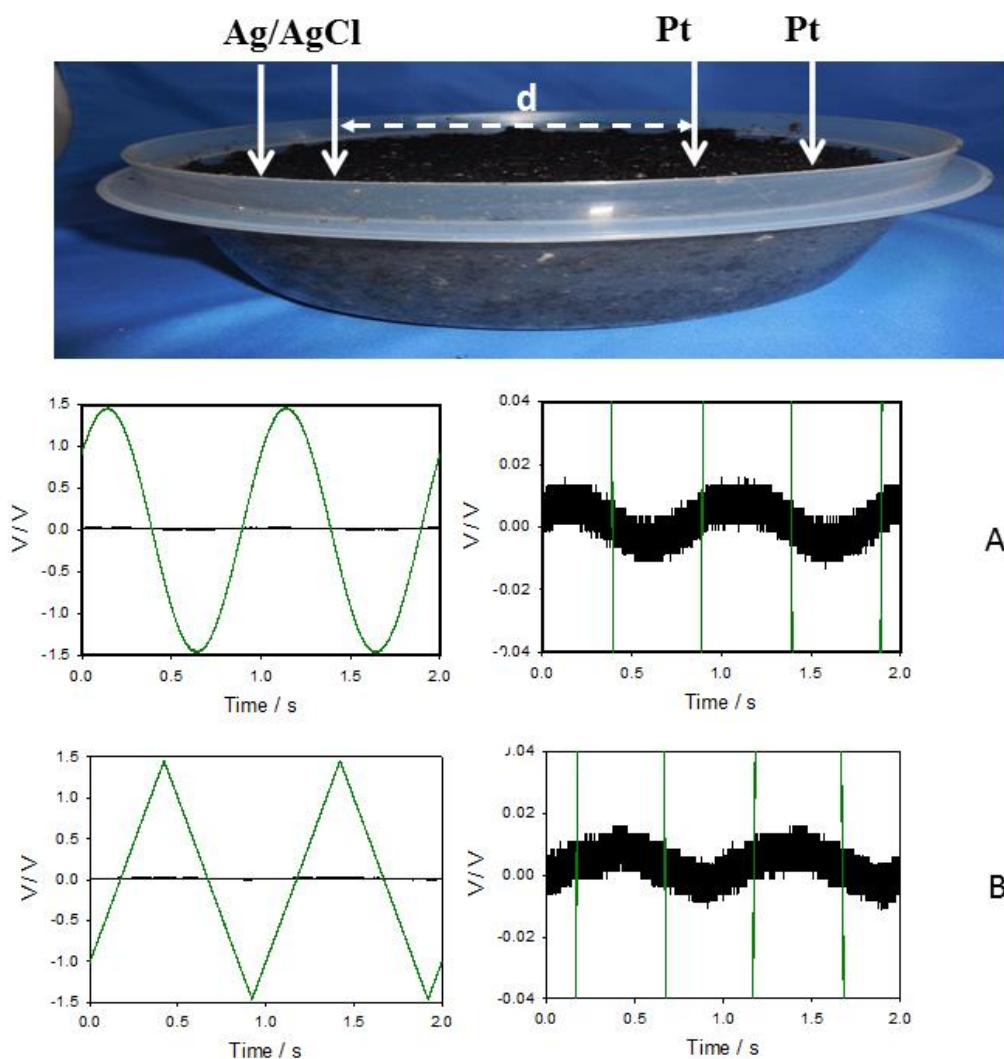 Ag/AgCl Pt Pt
d
1.5 0.04
1.0 0.02
0.5
0.0 0.00
-0.5
-1.0 -0.02
-1.5 -0.04
V / V V / V
A
0.0 0.5 1.0 1.5 2.0 0.0 0.5 1.0 1.5 2.0
Time / s Time / s
1.5 0.04
1.0 0.02
0.5
0.0 0.00
-0.5
-1.0 -0.02
-1.5 -0.04
V / V V / V
B
0.0 0.5 1.0 1.5 2.0 0.0 0.5 1.0 1.5 2.0
Time / s Time / s